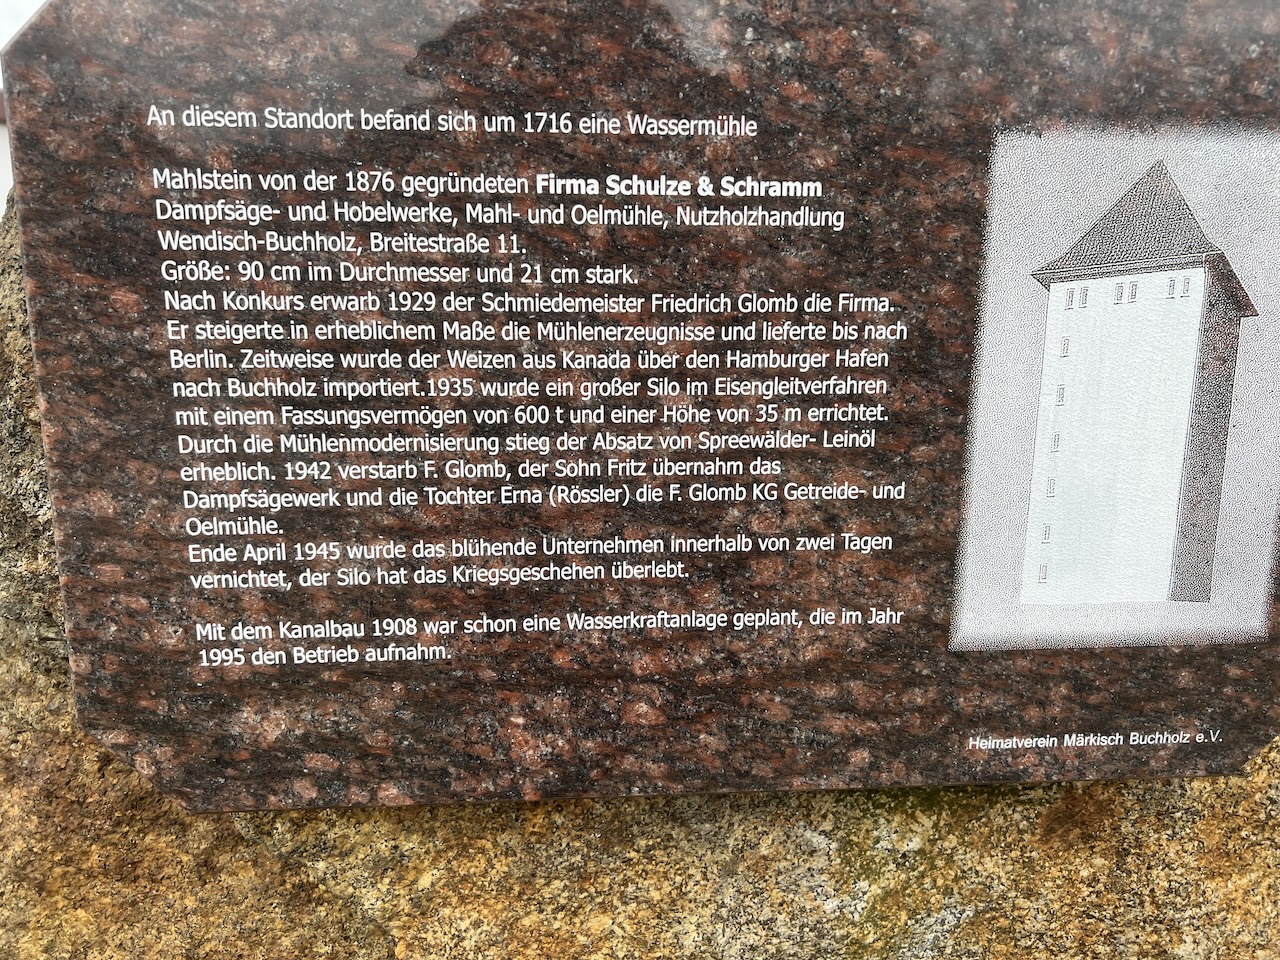 An diesem Standort befand sich um 1716 eine Wassermühle
Mahlstein von der 1876 gegründeten Firma Schulze & Schramm
Dampfsäge- und Hobelwerke, Mahl- und Oelmühle, Nutzholzhandlung
Wendisch-Buchholz, Breitestraße 11.
Größe: 90 cm im Durchmesser und 21 cm stark.
Nach Konkurs erwarb 1929 der Schmiedemeister Friedrich Glomb die Firma.
Er steigerte in erheblichem Maße die Mühlenerzeugnisse und lieferte bis nach
Berlin. Zeitweise wurde der Weizen aus Kanada über den Hamburger Hafen
nach Buchholz importiert.1935 wurde ein großer Silo im Eisengleitverfahren
mit einem Fassungsvermögen von 600 t und einer Höhe von 35 m errichtet.
Durch die Mühlenmodernisierung stieg der Absatz von Spreewälder- Leinöl
erheblich. 1942 verstarb F. Glomb, der Sohn Fritz übernahm das
Dampfsägewerk und die Tochter Erna (Rössler) die F. Glomb KG Getreide- und
Oelmühle.
Ende April 1945 wurde das blühende Unternehmen innerhalb von zwei Tagen
vernichtet, der Silo hat das Kriegsgeschehen überlebt.
Mit dem Kanalbau 1908 war schon eine Wasserkraftanlage geplant, die im Jahr
1995 den Betrieb aufnahm.
Heimatverein Märkisch Buchholz e.V.